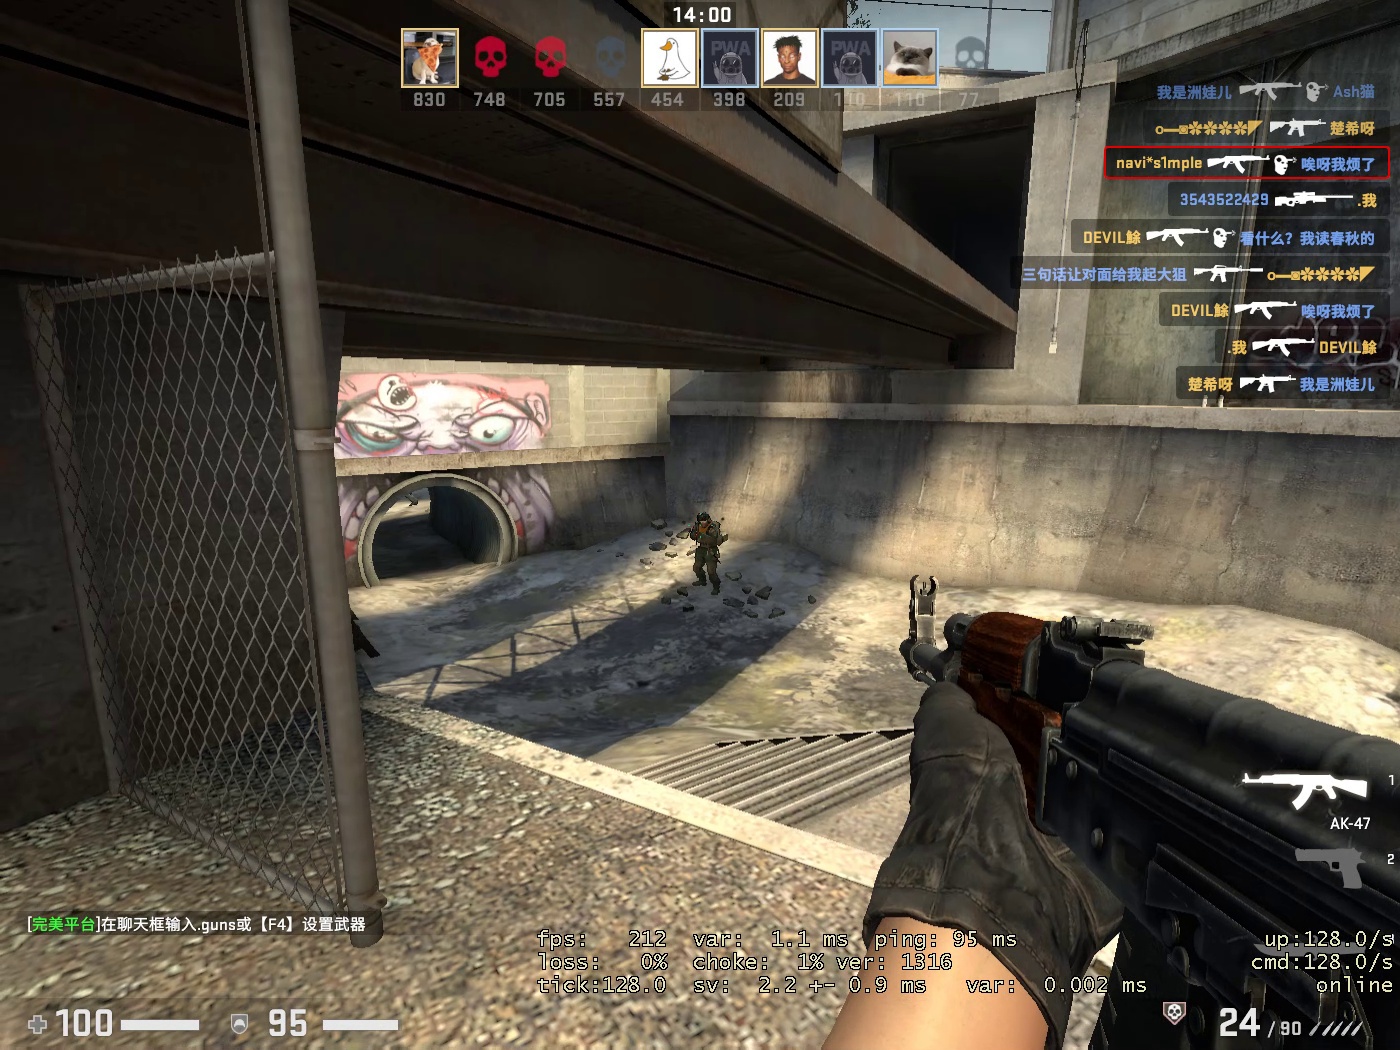 14:00
PWA PWA
830 748 705 557 454 398 209 110 110 77
我是洲娃儿 Ash猫
楚希呀
navi*s1mple 唉呀我烦了
3543522429 .我
DEVIL鮽 看什么？我读春秋的
三句话让对面给我起大狙
DEVIL鮽 唉呀我烦了
.我 DEVIL鮽
楚希呀 我是洲娃儿
1
AK-47
2
[完美平台]在聊天框输入.guns或【F4】设置武器
fps: 212 var: 1.1 ms ping: 95 ms
loss: 0% choke: 1% ver: 1316
tick:128.0 sv: 2.2 +- 0.9 ms var: 0.002 ms
up:128.0/s
cmd:128.0/s
online
100 95
24 / 90